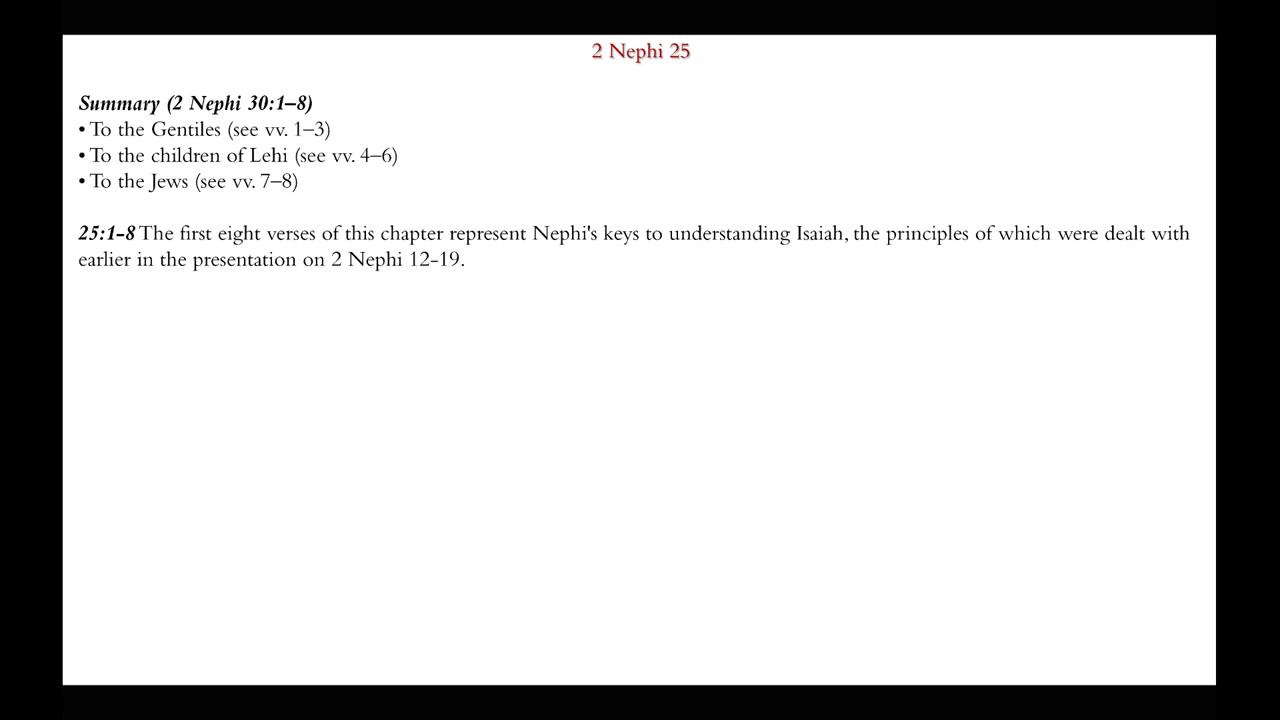 2 Nephi 25
Summary (2 Nephi 30:1–8)
• To the Gentiles (see vv. 1–3)
• To the children of Lehi (see vv. 4–6)
• To the Jews (see vv. 7–8)
25:1-8 The first eight verses of this chapter represent Nephi's keys to understanding Isaiah, the principles of which were dealt with
earlier in the presentation on 2 Nephi 12-19.